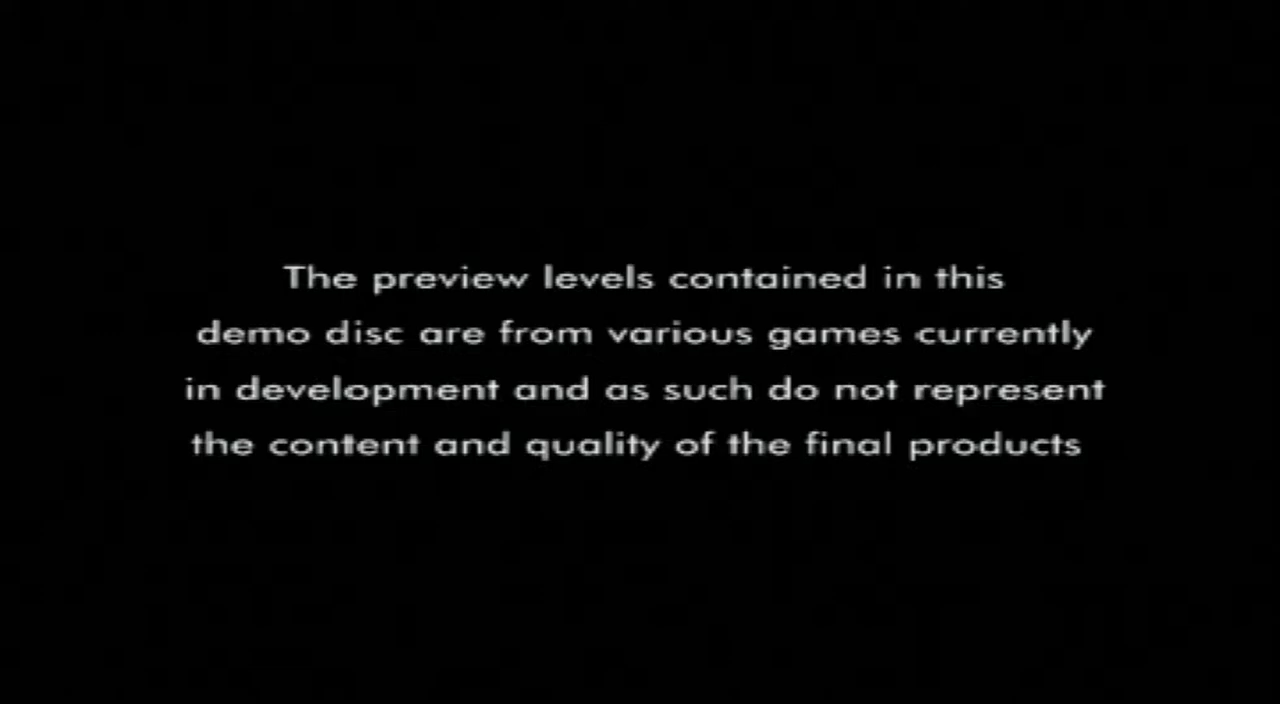 The preview levels contained in this
demo disc are from various games currently
in development and as such do not represent
the content and quality of the final products